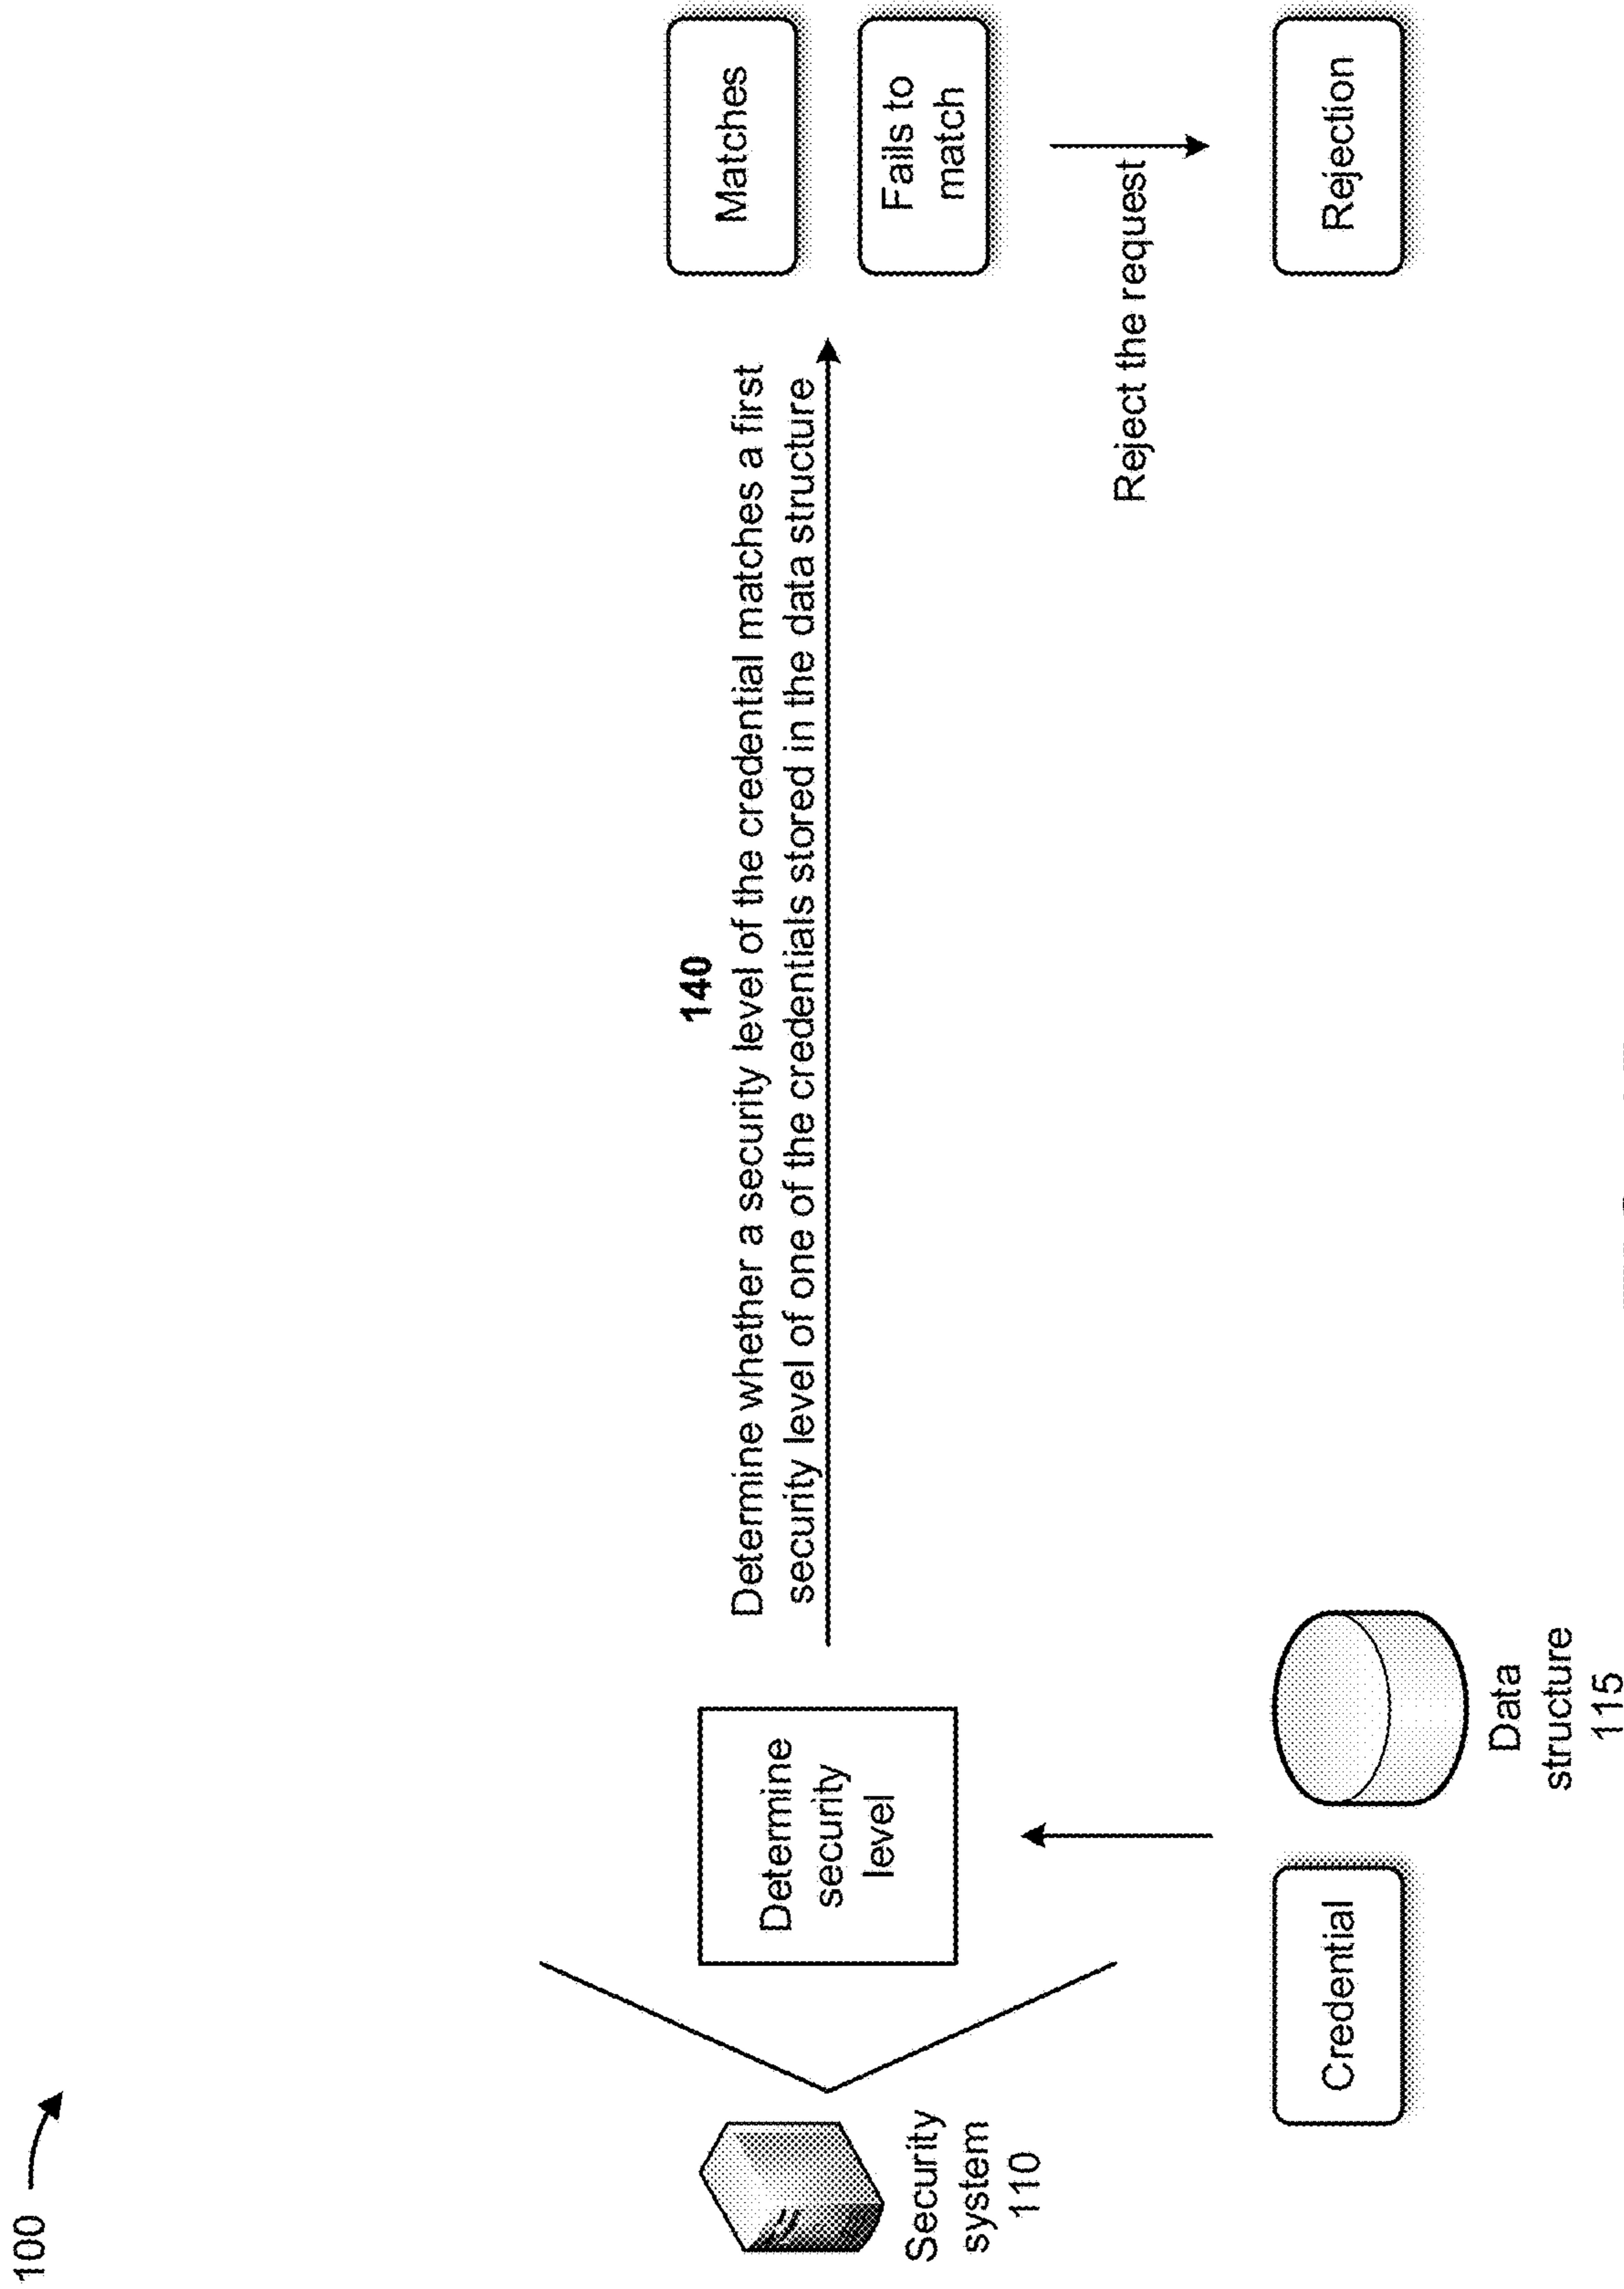 100
140
Determine whether a security level of the credential matches a first
security level of one of the credentials stored in the data structure
Security
system
110
Determine
security
level
Matches
Fails to
match
Reject the request
Rejection
Credential
Data
structure
115